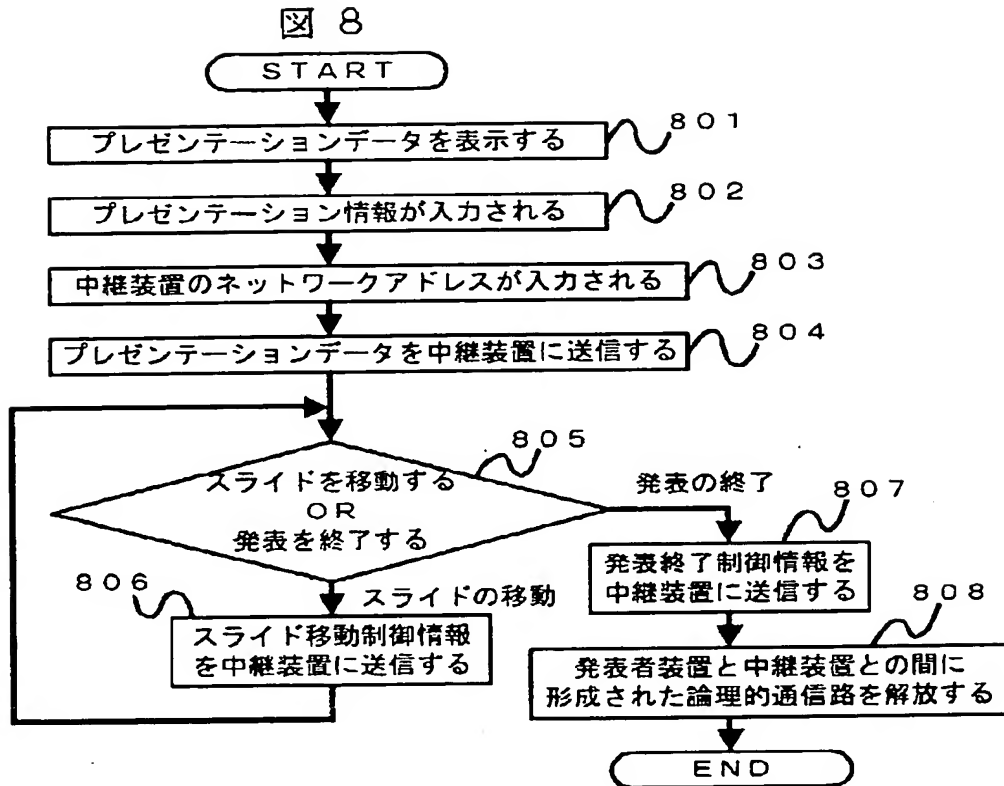 図 8
START
プレゼンテーションデータを表示する
801
プレゼンテーション情報が入力される
802
中継装置のネットワークアドレスが入力される
803
プレゼンテーションデータを中継装置に送信する
804
805
スライドを移動する
OR
発表を終了する
発表の終了
807
発表終了制御情報を
中継装置に送信する
806
スライドの移動
スライド移動制御情報
を中継装置に送信する
808
発表者装置と中継装置との間に
形成された論理的通信路を解放する
END